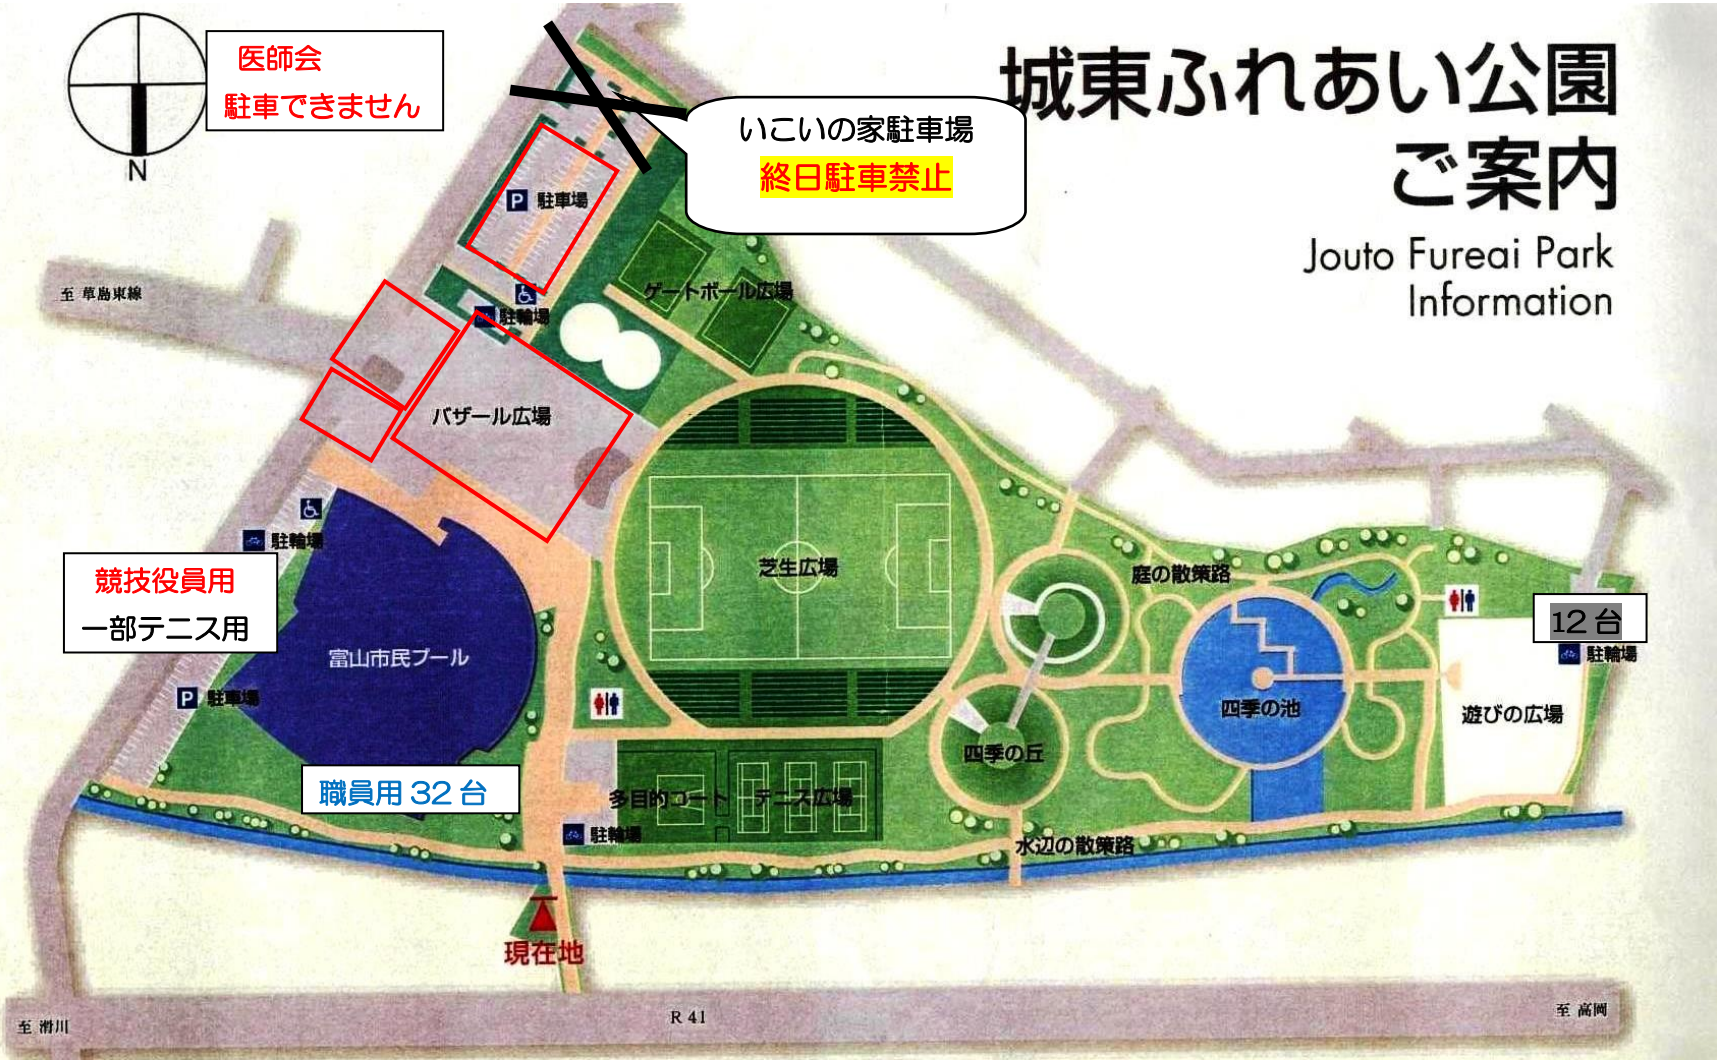 城東ふれあい公園
ご案内
Jouto Fureai Park
Information
N
医師会
駐車できません
いこいの家駐車場
終日駐車禁止
P 駐車場
至 草島東線
駐輪場
ゲートボール広場
バザール広場
駐輪場
芝生広場
庭の散策路
競技役員用
一部テニス用
富山市民プール
P 駐車場
12台
駐輪場
四季の池
遊びの広場
四季の丘
職員用 32 台
多目的コート
テニス広場
駐輪場
水辺の散策路
現在地
至 滑川
R 41
至 高岡